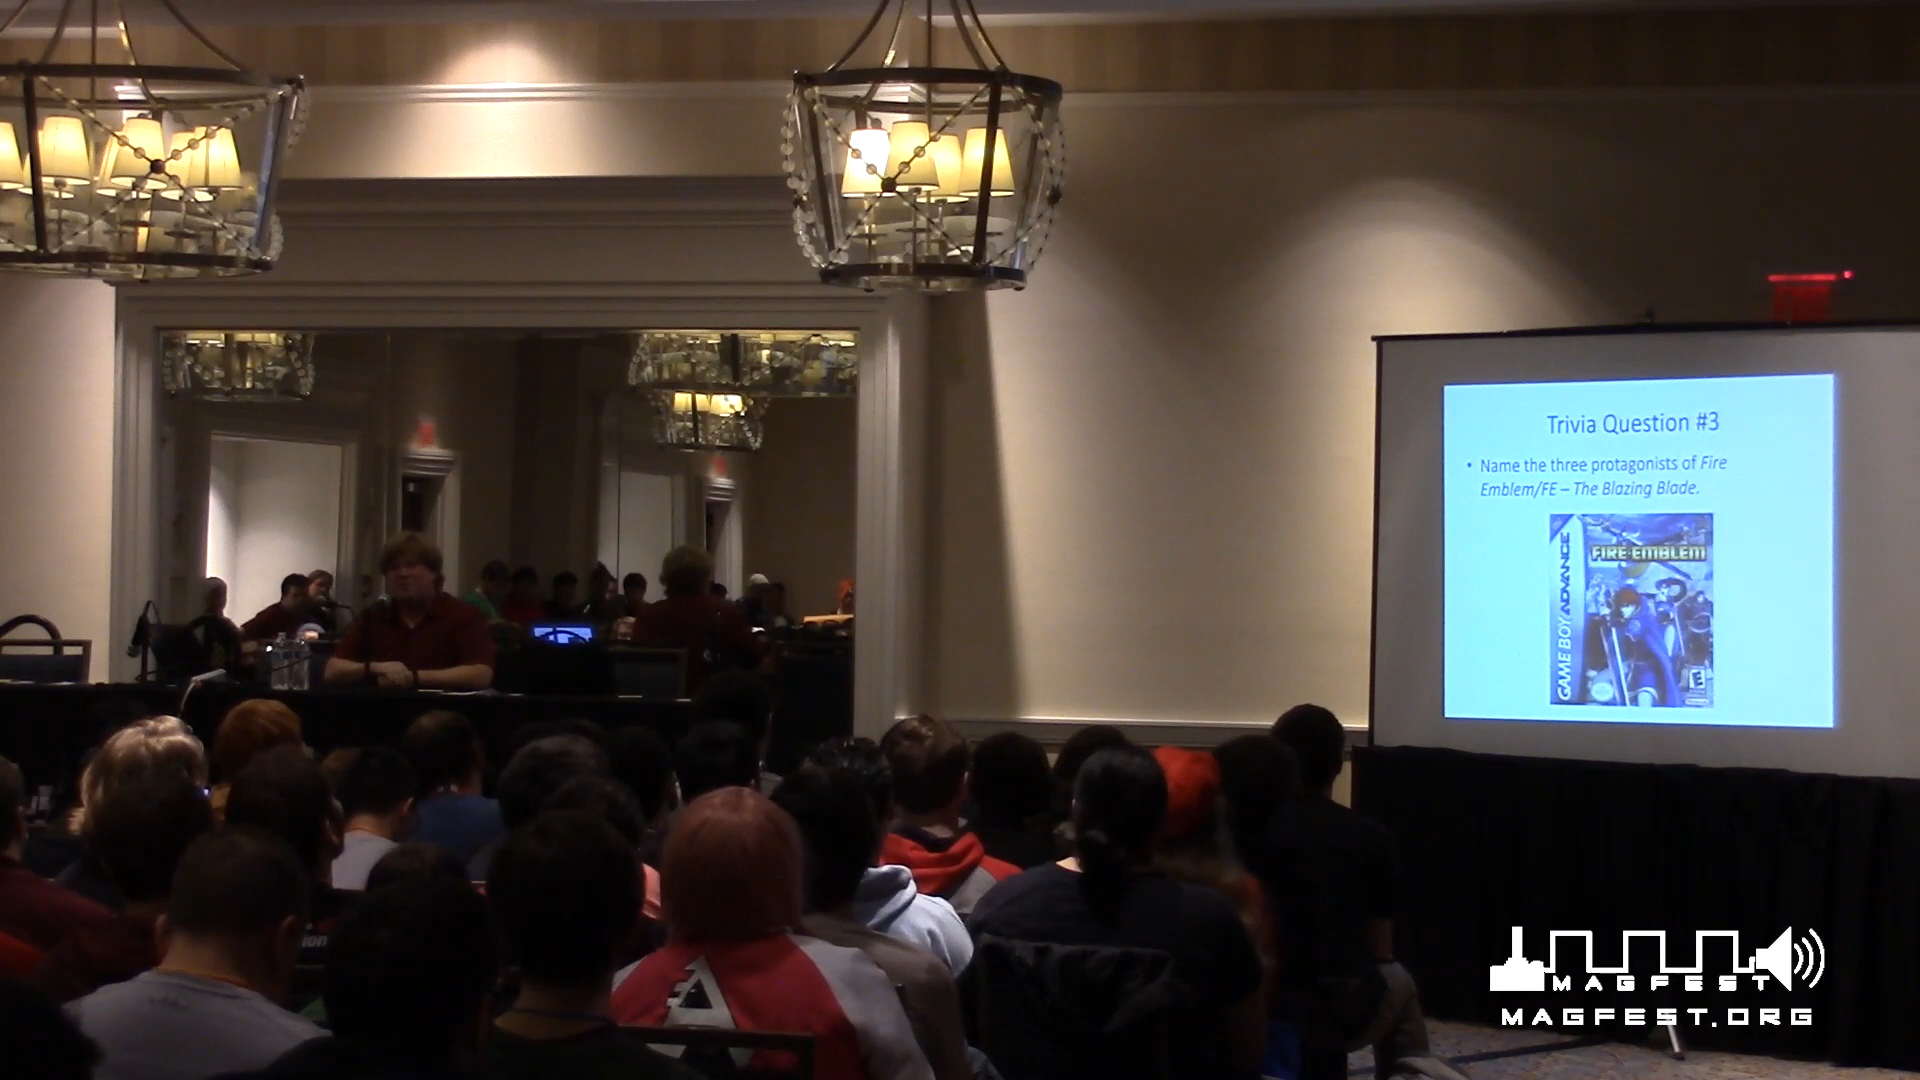 Trivia Question #3
• Name the three protagonists of Fire
Emblem/FE – The Blazing Blade.
GAME BOY ADVANCE
FIRE EMBLEM
E
MAGFEST
MAGFEST.ORG